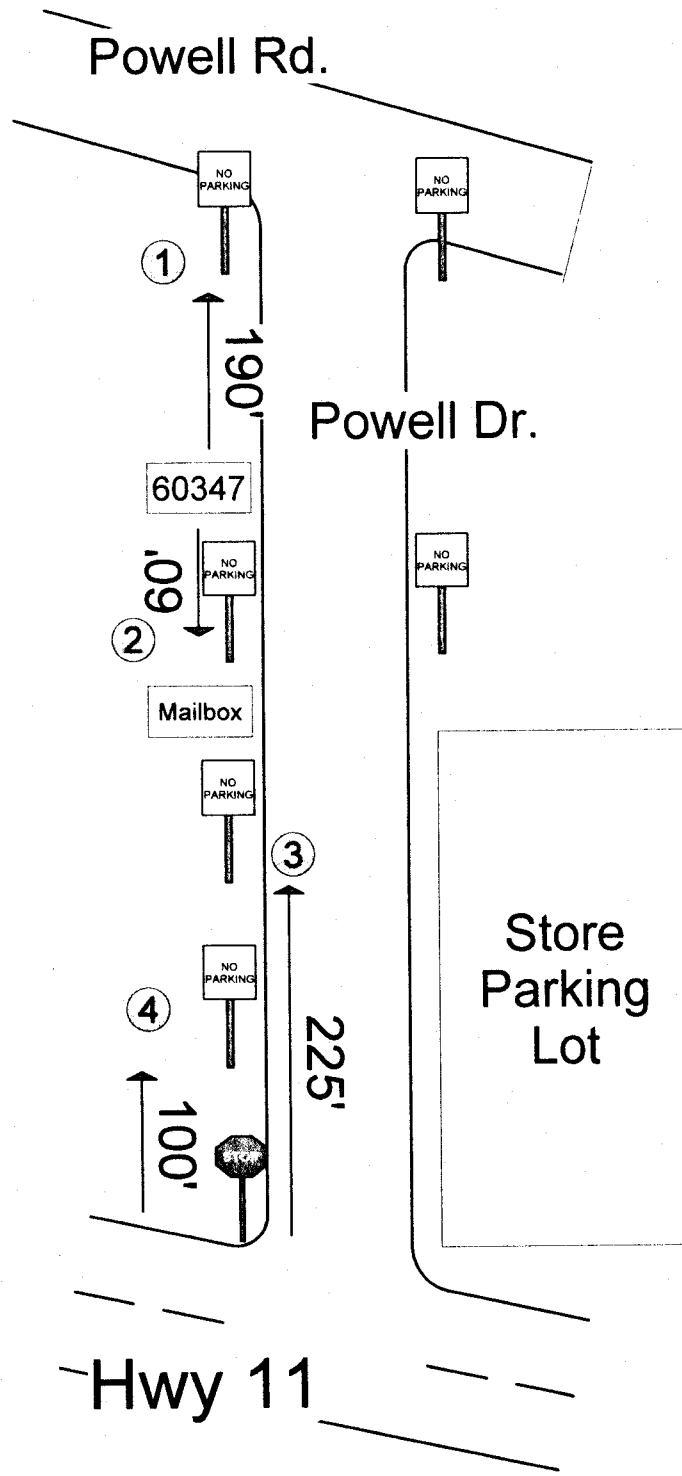 Powell Rd.
NO
PARKING
NO
PARKING
1
190'
Powell Dr.
60347
60'
NO
PARKING
NO
PARKING
2
Mailbox
NO
PARKING
3
Store
Parking
Lot
NO
PARKING
4
225'
100'
STOP
Hwy 11